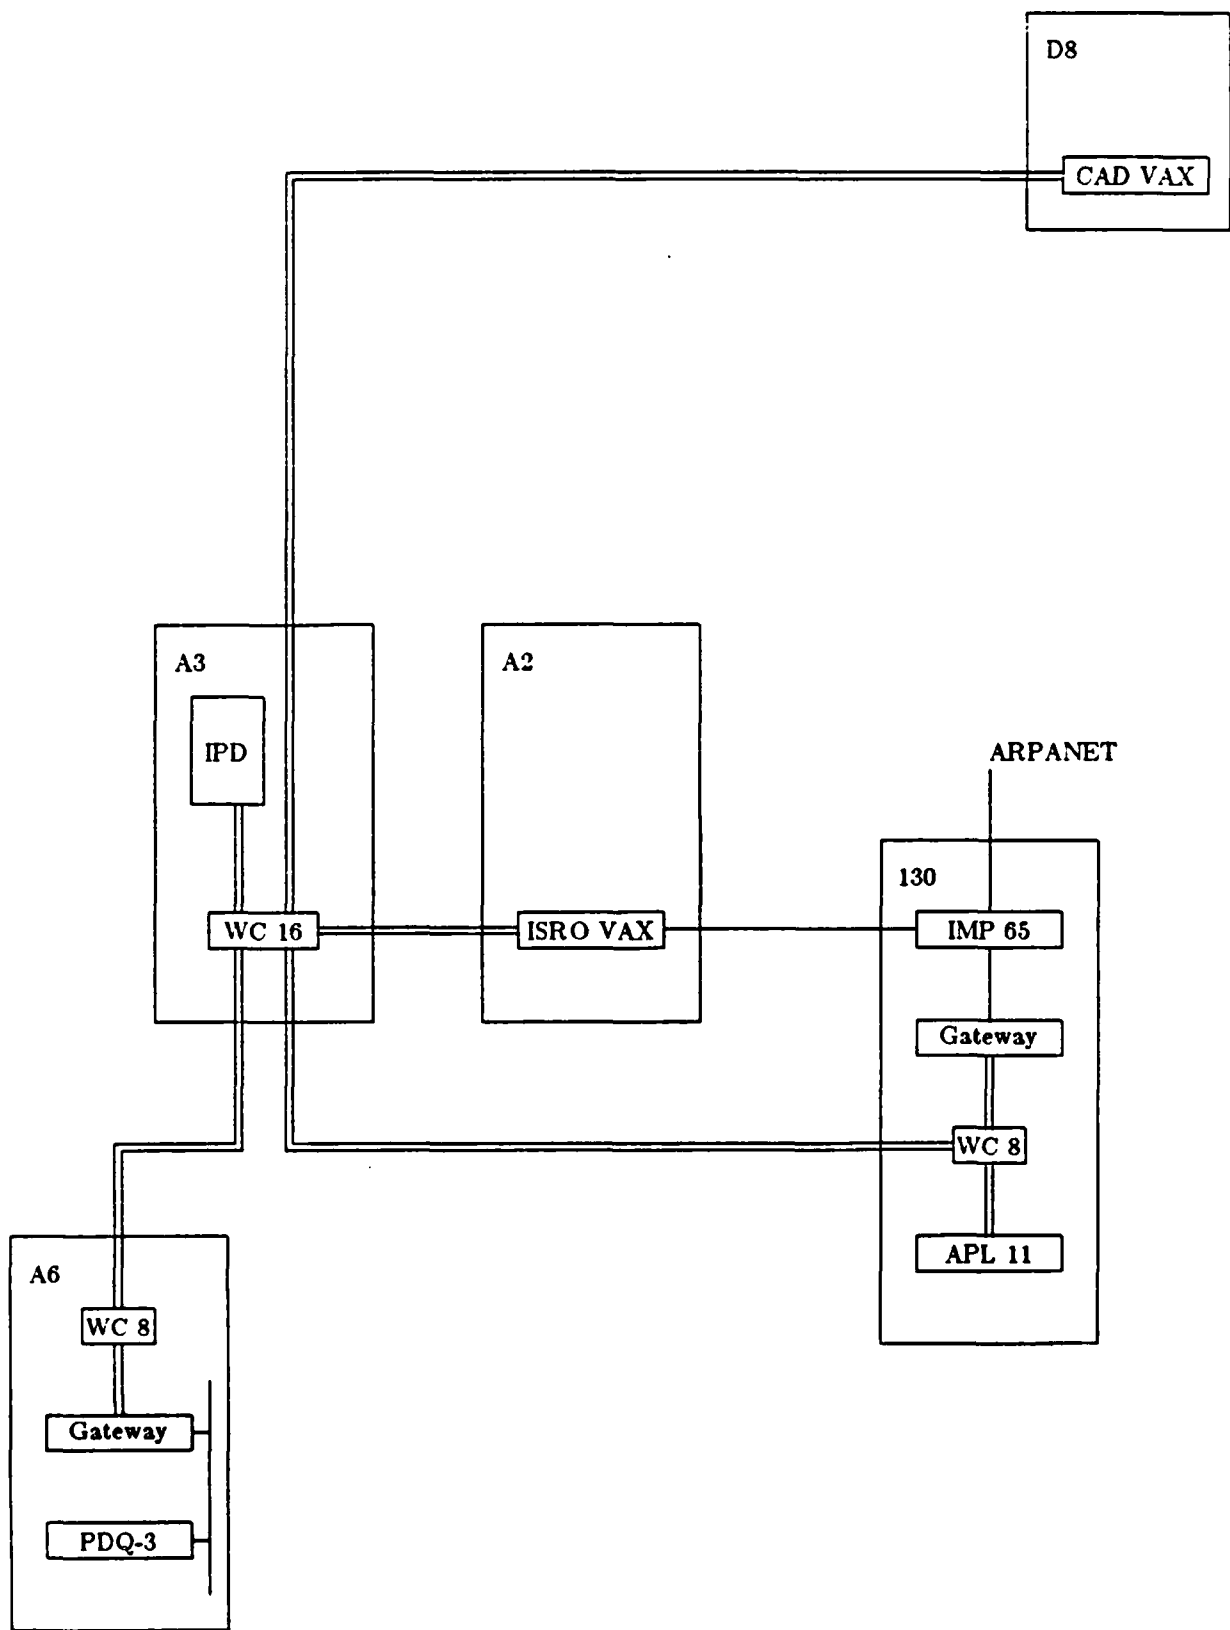 D8
CAD VAX
A3
A2
IPD
ARPANET
130
WC 16
ISRO VAX
IMP 65
Gateway
WC 8
APL 11
A6
WC 8
Gateway
PDQ-3